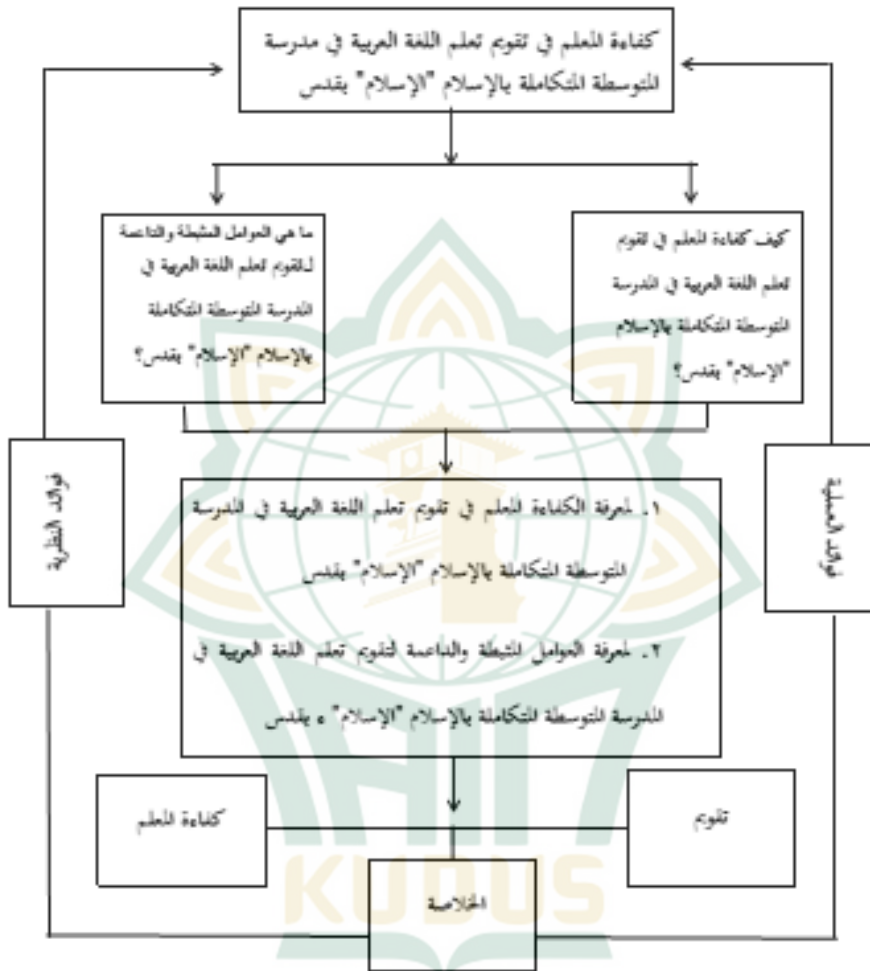 كفاءة المعلم في تقويم تعلم اللغة العربية في مدرسة
المتوسطة المتكاملة بالإسلام "الإسلام" بقدس
كيف كفاءة المعلم في تقويم
تعلم اللغة العربية في المدرسة
المتوسطة المتكاملة بالإسلام
"الإسلام" بقدس؟
ما هي العوامل المثبطة والداعمة
لتقويم تعلم اللغة العربية في
المدرسة المتوسطة المتكاملة
بالإسلام "الإسلام" بقدس؟
فوائد العملية
فوائد النظرية
١. لمعرفة الكفاءة المعلم في تقويم تعلم اللغة العربية في المدرسة
المتوسطة المتكاملة بالإسلام "الإسلام" بقدس
٢. لمعرفة العوامل المثبطة والداعمة لتقويم تعلم اللغة العربية في
المدرسة المتوسطة المتكاملة بالإسلام "الإسلام" ه بقدس
تقويم
كفاءة المعلم
الخلاصة
KUDUS